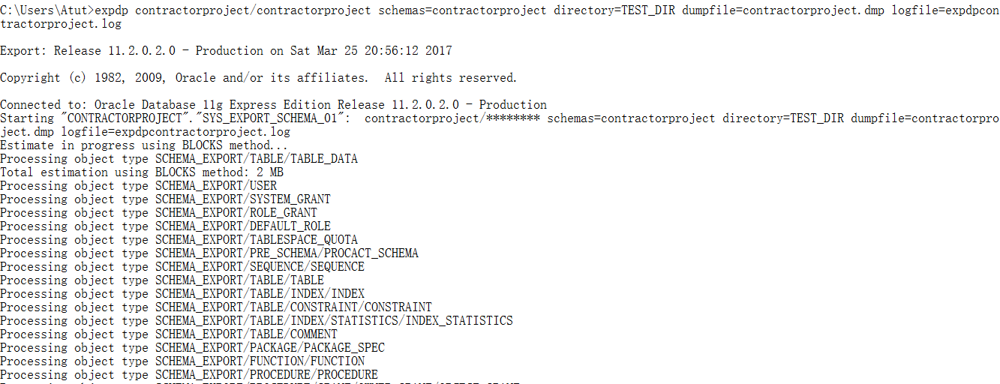 C:\Users\Atut>expdp contractorproject/contractorproject schemas=contractorproject directory=TEST_DIR dumpfile=contractorproject.dmp logfile=expdpcon
tractorproject.log
Export: Release 11.2.0.2.0 - Production on Sat Mar 25 20:56:12 2017
Copyright (c) 1982, 2009, Oracle and/or its affiliates.  All rights reserved.
Connected to: Oracle Database 11g Express Edition Release 11.2.0.2.0 - Production
Starting "CONTRACTORPROJECT"."SYS_EXPORT_SCHEMA_01":  contractorproject/******** schemas=contractorproject directory=TEST_DIR dumpfile=contractorpro
ject.dmp logfile=expdpcontractorproject.log
Estimate in progress using BLOCKS method...
Processing object type SCHEMA_EXPORT/TABLE/TABLE_DATA
Total estimation using BLOCKS method: 2 MB
Processing object type SCHEMA_EXPORT/USER
Processing object type SCHEMA_EXPORT/SYSTEM_GRANT
Processing object type SCHEMA_EXPORT/ROLE_GRANT
Processing object type SCHEMA_EXPORT/DEFAULT_ROLE
Processing object type SCHEMA_EXPORT/TABLESPACE_QUOTA
Processing object type SCHEMA_EXPORT/PRE_SCHEMA/PROCACT_SCHEMA
Processing object type SCHEMA_EXPORT/SEQUENCE/SEQUENCE
Processing object type SCHEMA_EXPORT/TABLE/TABLE
Processing object type SCHEMA_EXPORT/TABLE/INDEX/INDEX
Processing object type SCHEMA_EXPORT/TABLE/CONSTRAINT/CONSTRAINT
Processing object type SCHEMA_EXPORT/TABLE/INDEX/STATISTICS/INDEX_STATISTICS
Processing object type SCHEMA_EXPORT/TABLE/COMMENT
Processing object type SCHEMA_EXPORT/PACKAGE/PACKAGE_SPEC
Processing object type SCHEMA_EXPORT/FUNCTION/FUNCTION
Processing object type SCHEMA_EXPORT/PROCEDURE/PROCEDURE